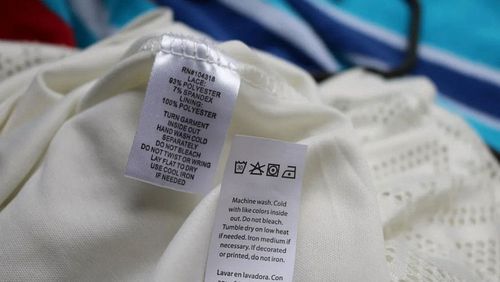 RN#104318
LACE:
93% POLYESTER
7% SPANDEX
LINING:
100% POLYESTER
TURN GARMENT
INSIDE OUT
HAND WASH COLD
SEPARATELY
DO NOT BLEACH
DO NOT TWIST OR WRING
LAY FLAT TO DRY
USE COOL IRON
IF NEEDED
Machine wash. Cold
with like colors inside
out. Do not bleach.
Tumble dry on low heat
if needed. Iron medium if
necessary. If decorated
or printed, do not iron.
Lavar en lavadora. Con